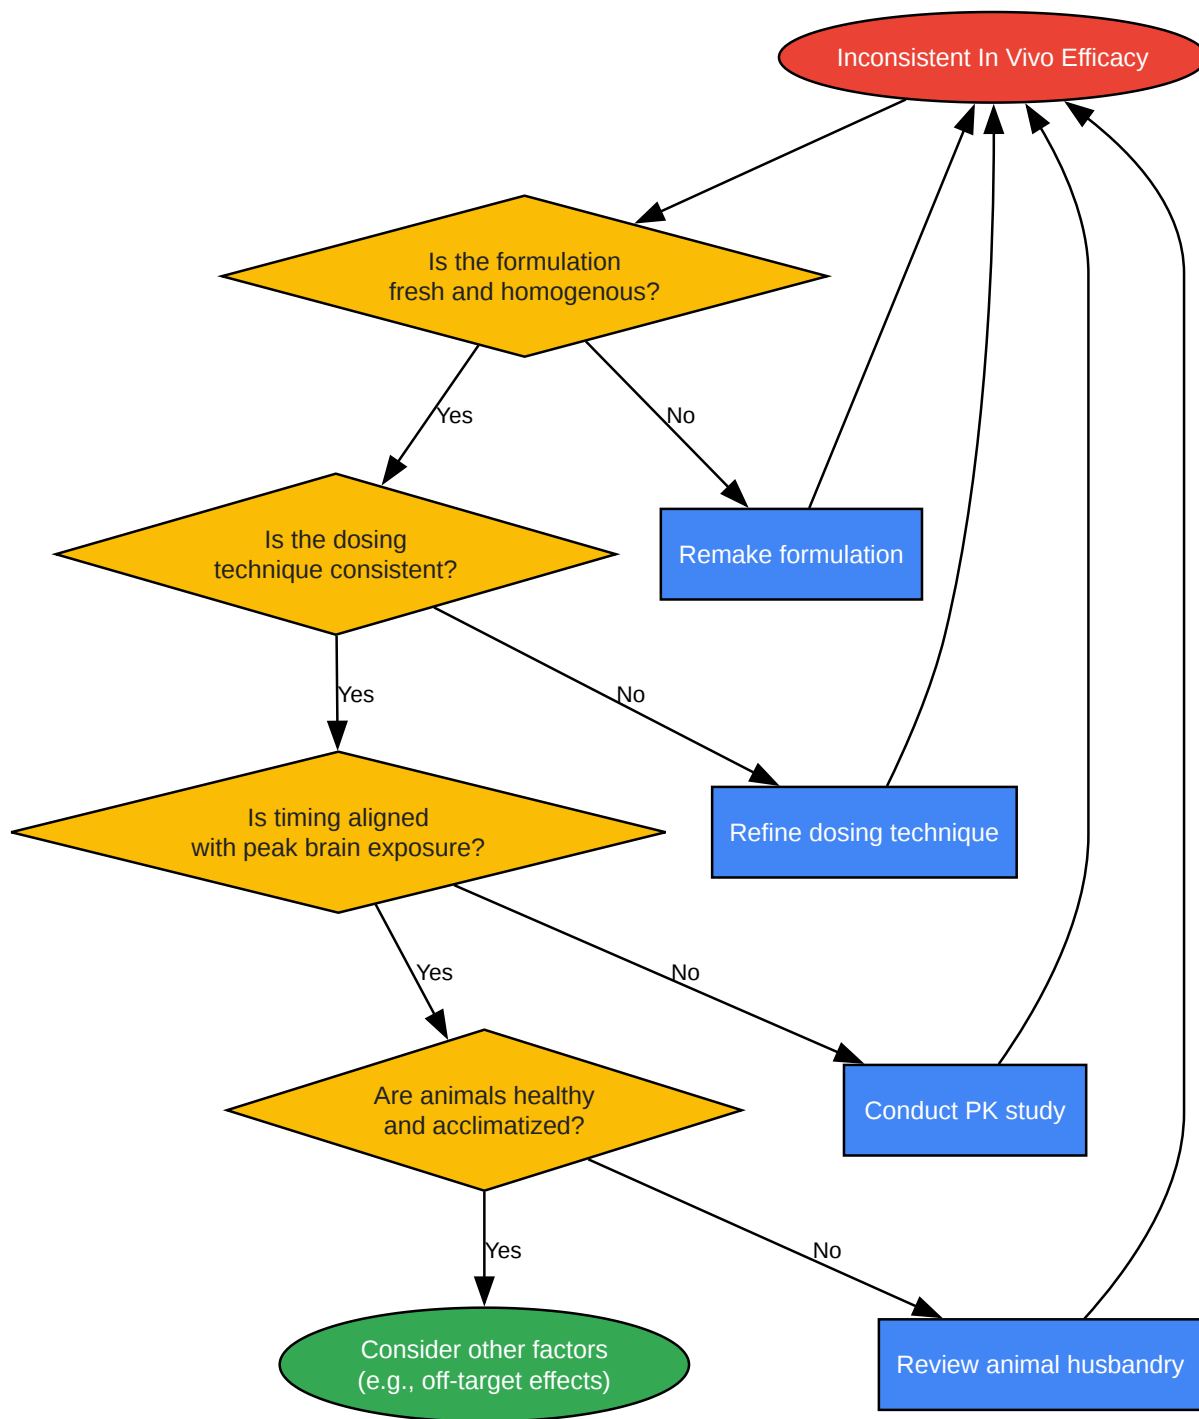 Inconsistent In Vivo Efficacy
Is the formulation
fresh and homogenous?
Yes
No
Is the dosing
technique consistent?
Remake formulation
Yes
No
Is timing aligned
with peak brain exposure?
Refine dosing technique
Yes
No
Are animals healthy
and acclimatized?
Conduct PK study
Yes
No
Consider other factors
(e.g., off-target effects)
Review animal husbandry